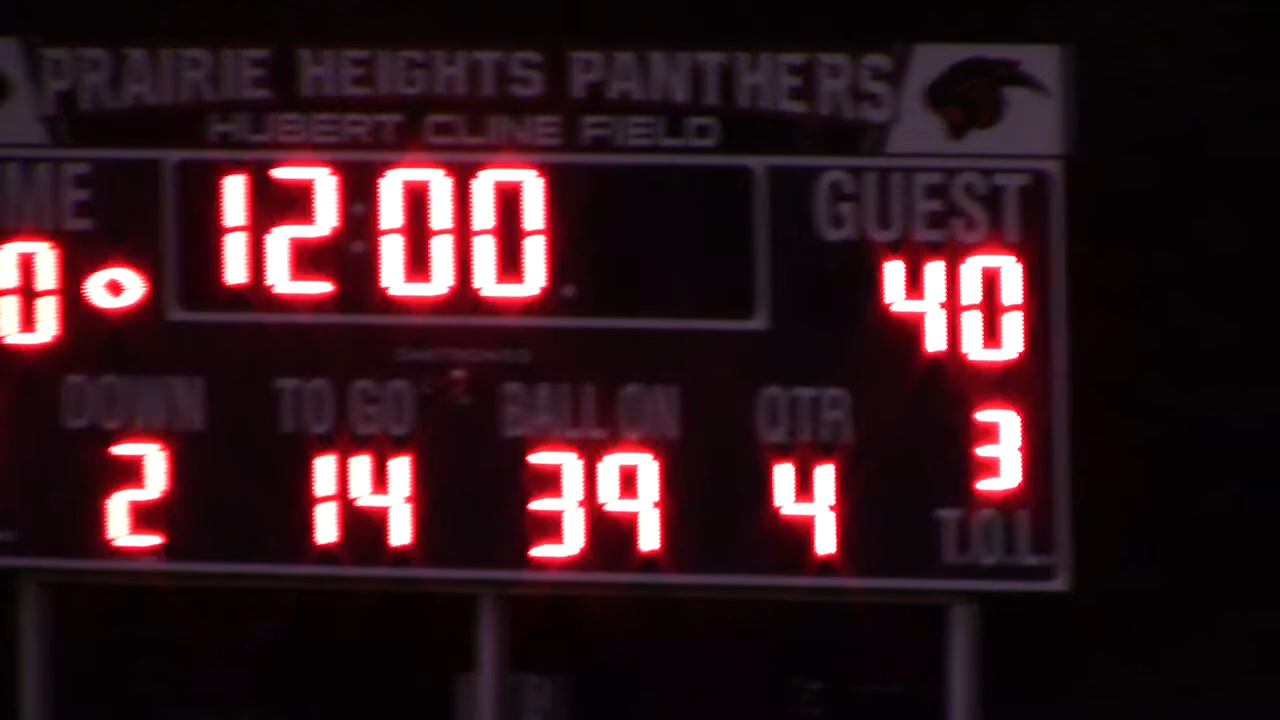 PRAIRIE HEIGHTS PANTHERS
HUBERT CLINE FIELD
ME 12:00 GUEST
0 40
DOWN TO GO BALL ON QTR 3
2 14 39 4 T.O.L.